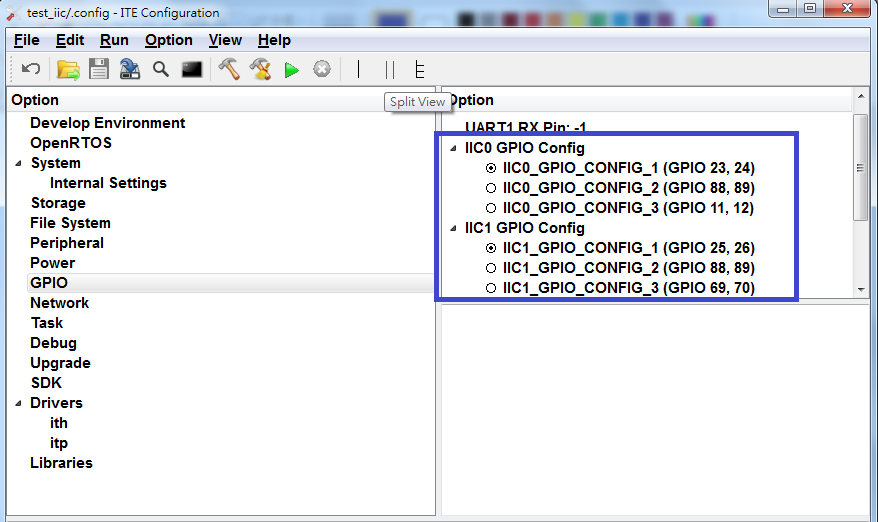 test_iic/.config - ITE Configuration
File Edit Run Option View Help
Split View
Option
Develop Environment
OpenRTOS
System
Internal Settings
Storage
File System
Peripheral
Power
GPIO
Network
Task
Debug
Upgrade
SDK
Drivers
ith
itp
Libraries
Option
UART1 RX Pin: -1
IIC0 GPIO Config
IIC0_GPIO_CONFIG_1 (GPIO 23, 24)
IIC0_GPIO_CONFIG_2 (GPIO 88, 89)
IIC0_GPIO_CONFIG_3 (GPIO 11, 12)
IIC1 GPIO Config
IIC1_GPIO_CONFIG_1 (GPIO 25, 26)
IIC1_GPIO_CONFIG_2 (GPIO 88, 89)
IIC1_GPIO_CONFIG_3 (GPIO 69, 70)